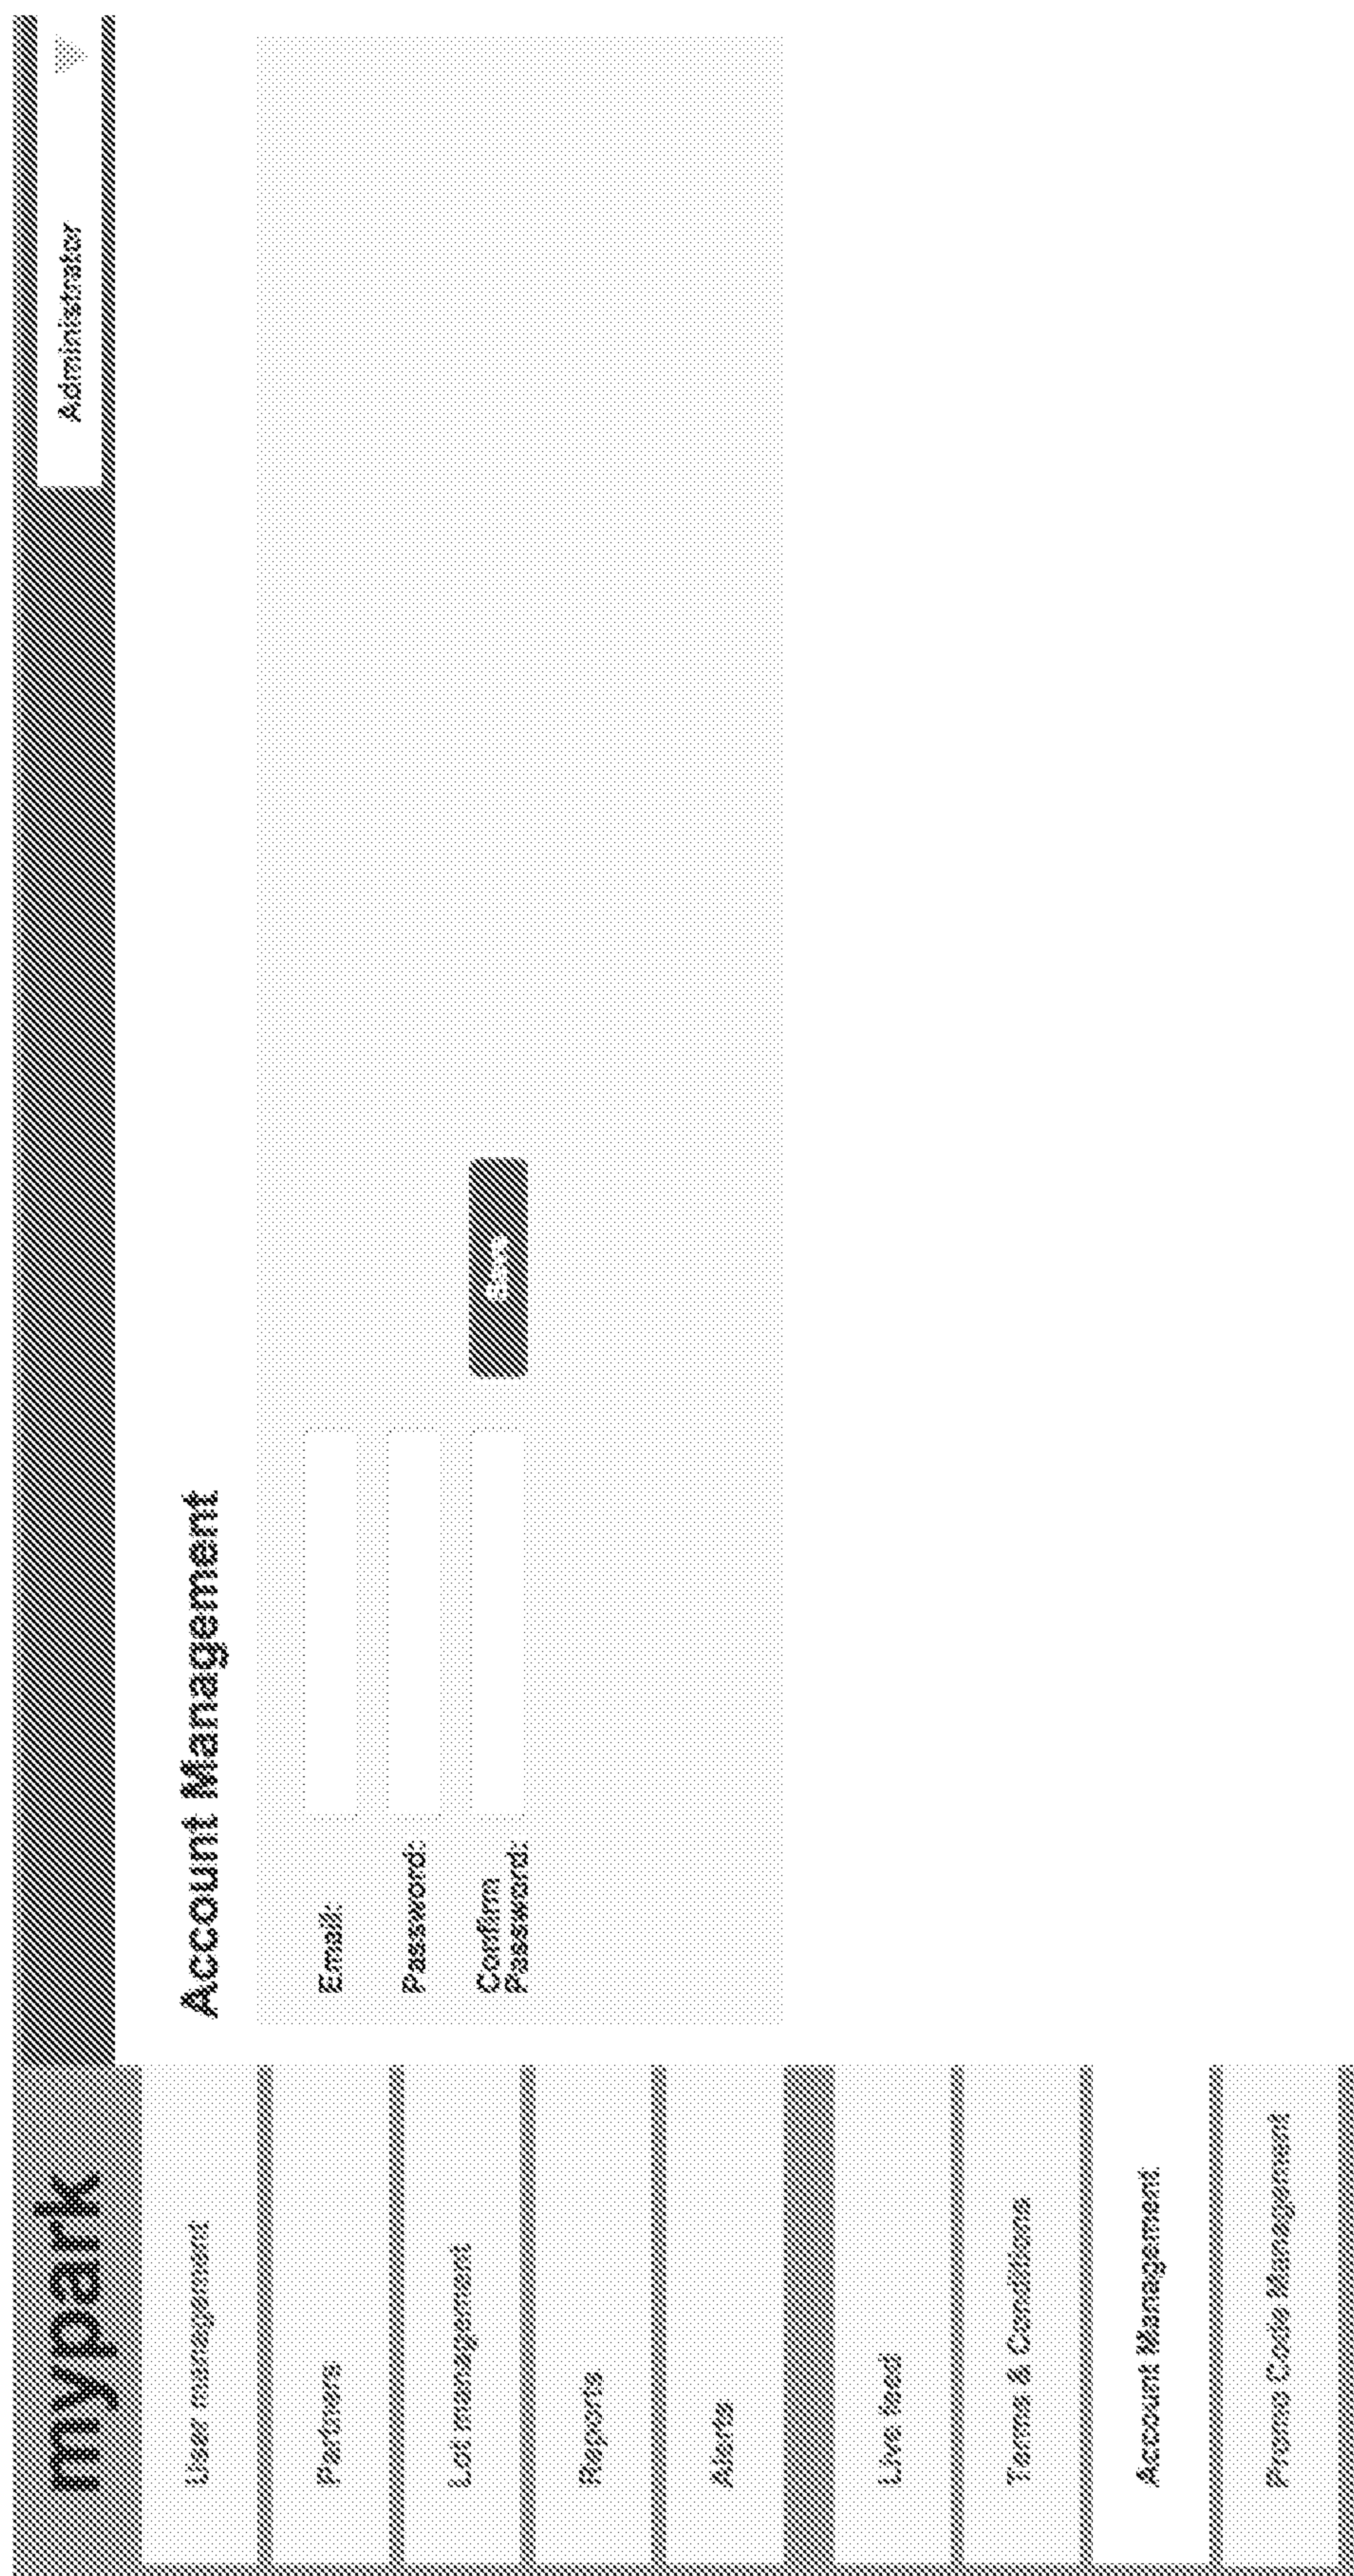 mypark
Administrator
User management
Partners
Lot management
Reports
Alerts
Live feed
Terms & Conditions
Account Management
Promo Code Management
Account Management
Email:
Password:
Confirm
Password:
Save